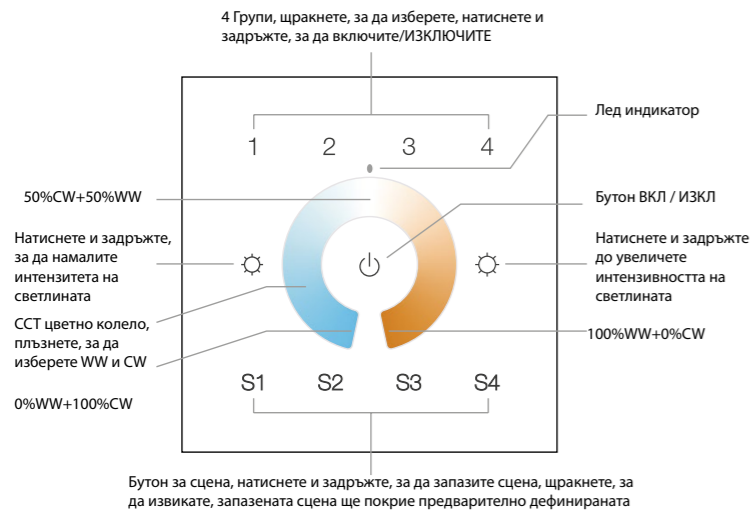 4 Групи, щракнете, за да изберете, натиснете и
задръжте, за да включите/ИЗКЛЮЧИТЕ
Лед индикатор
1 2 3 4
50%CW+50%WW
Бутон ВКЛ / ИЗКЛ
Натиснете и задръжте,
за да намалите
интензитета на
светлината
Натиснете и задръжте
до увеличете
интензивността на
светлината
ССТ цветно колело,
плъзнете, за да
изберете WW и CW
100%WW+0%CW
0%WW+100%CW
S1 S2 S3 S4
Бутон за сцена, натиснете и задръжте, за да запазите сцена, щракнете, за
да извикате, запазената сцена ще покрие предварително дефинираната